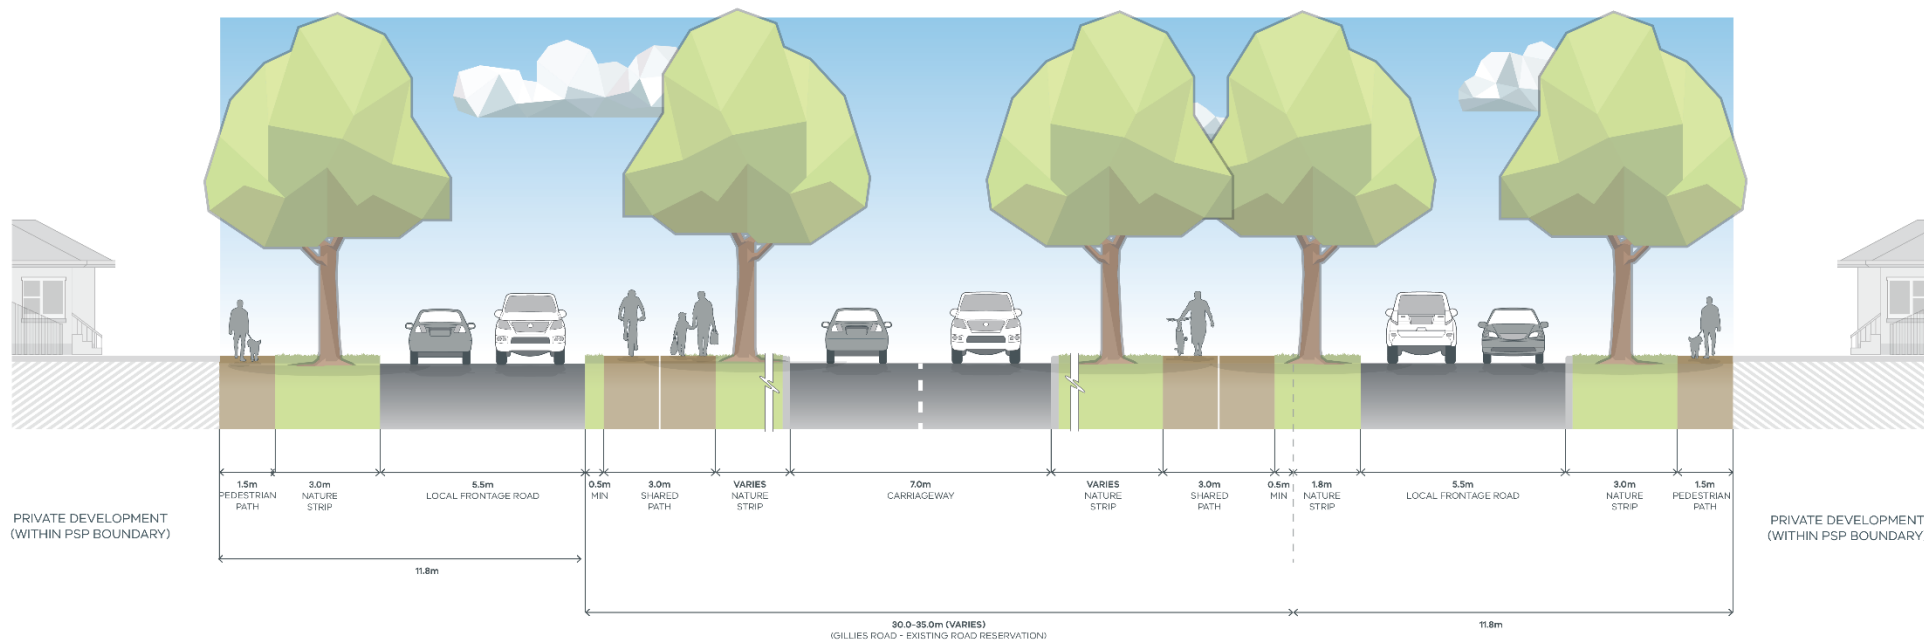 1.5m
PEDESTRIAN
PATH
3.0m
NATURE
STRIP
5.5m
LOCAL FRONTAGE ROAD
0.5m
MIN
3.0m
SHARED
PATH
VARIES
NATURE
STRIP
7.0m
CARRIAGEWAY
VARIES
NATURE
STRIP
3.0m
SHARED
PATH
0.5m
MIN
1.8m
NATURE
STRIP
5.5m
LOCAL FRONTAGE ROAD
3.0m
NATURE
STRIP
1.5m
PEDESTRIAN
PATH
PRIVATE DEVELOPMENT
(WITHIN PSP BOUNDARY)
PRIVATE DEVELOPMENT
(WITHIN PSP BOUNDARY
11.8m
30.0-35.0m (VARIES)
(GILLIES ROAD - EXISTING ROAD RESERVATION)
11.8m